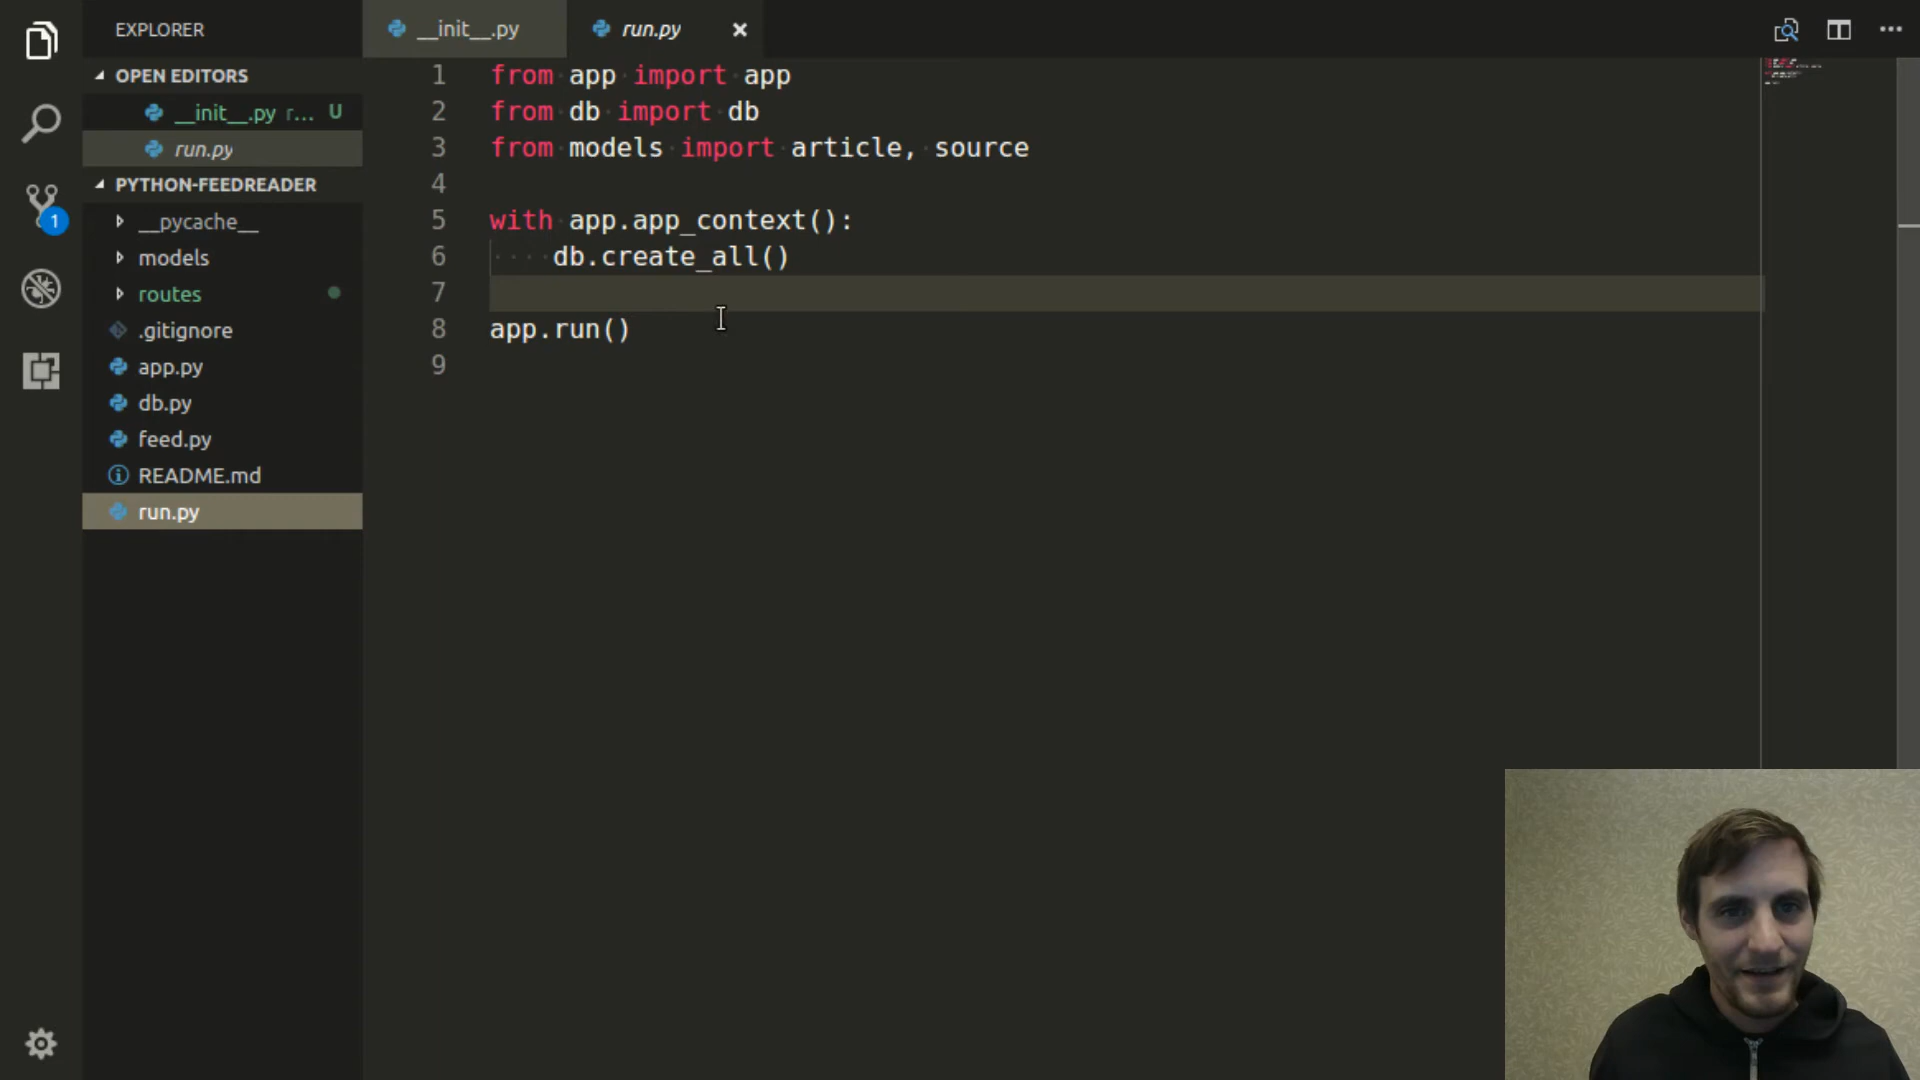 EXPLORER
OPEN EDITORS
__init__.py r... U
run.py
PYTHON-FEEDREADER
__pycache__
models
routes
.gitignore
app.py
db.py
feed.py
README.md
run.py
1
__init__.py
run.py
1 from app import app
2 from db import db
3 from models import article, source
4
5 with app.app_context():
6 db.create_all()
7
8 app.run()
9